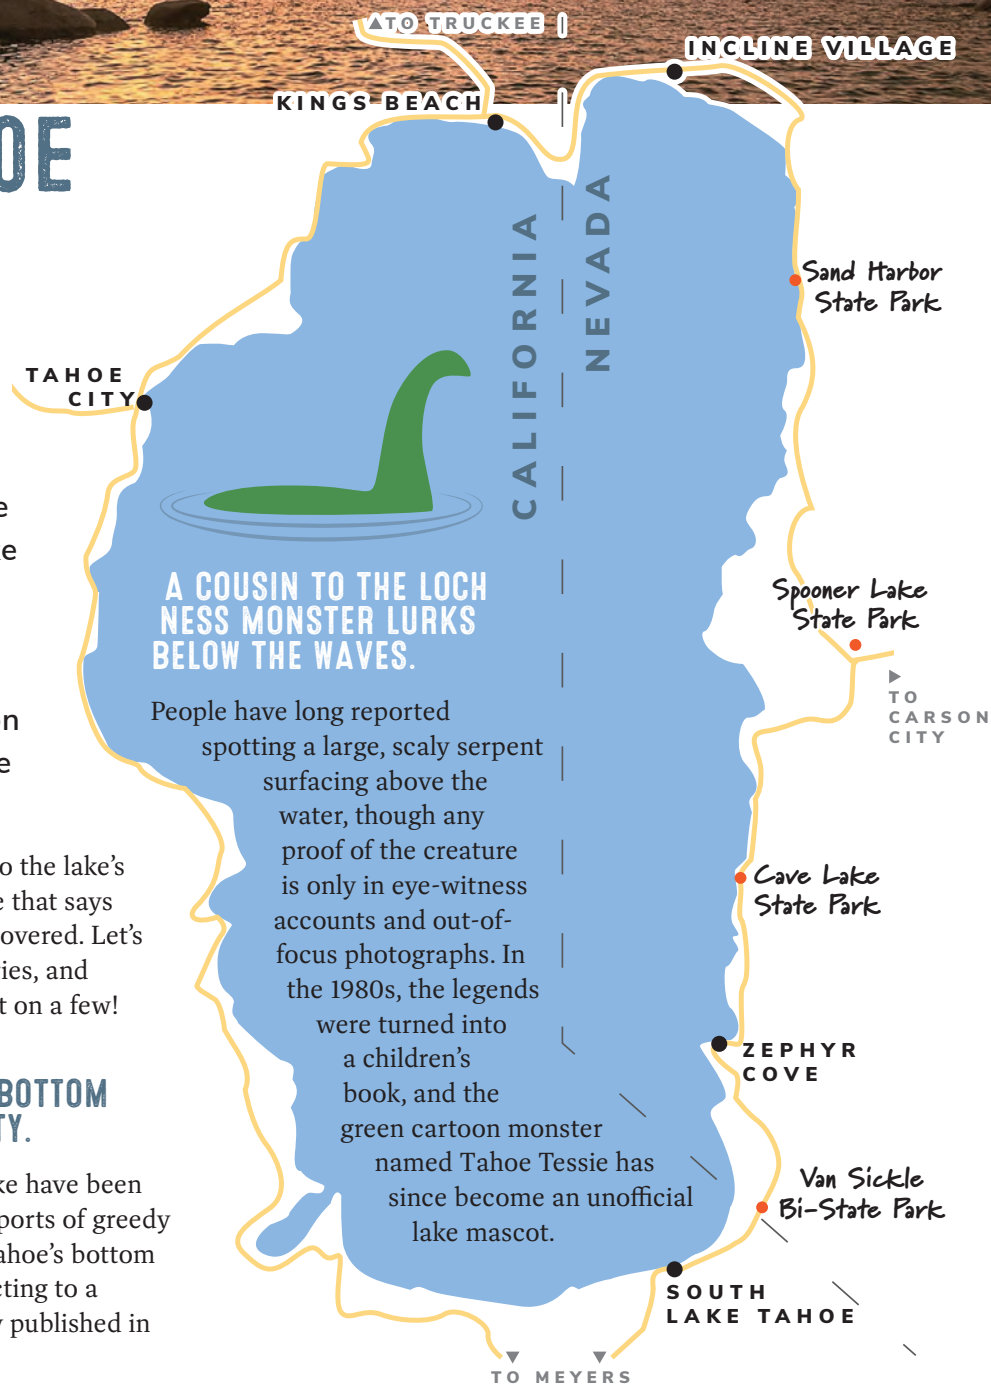 TO TRUCKEE
INCLINE VILLAGE
KINGS BEACH
OE
CALIFORNIA
NEVADA
Sand Harbor
State Park
TAHOE
CITY
e
e
A COUSIN TO THE LOCH
NESS MONSTER LURKS
BELOW THE WAVES.
Spooner Lake
State Park
TO
CARSON
CITY
n
e
People have long reported
spotting a large, scaly serpent
surfacing above the
water, though any
proof of the creature
is only in eye-witness
accounts and out-of-
focus photographs. In
the 1980s, the legends
were turned into
a children's
book, and the
green cartoon monster
named Tahoe Tessie has
since become an unofficial
lake mascot.
o the lake's
e that says
overed. Let's
ies, and
t on a few!
Cave Lake
State Park
ZEPHYR
COVE
BOTTOM
TY.
ke have been
ports of greedy
ahoe's bottom
cting to a
y published in
Van Sickle
Bi-State Park
SOUTH
LAKE TAHOE
TO MEYERS